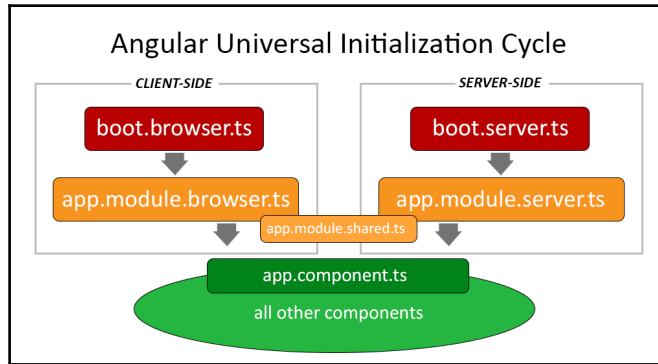 Angular Universal Initialization Cycle
CLIENT-SIDE
SERVER-SIDE
boot.browser.ts
boot.server.ts
app.module.browser.ts
app.module.server.ts
app.module.shared.ts
app.component.ts
all other components